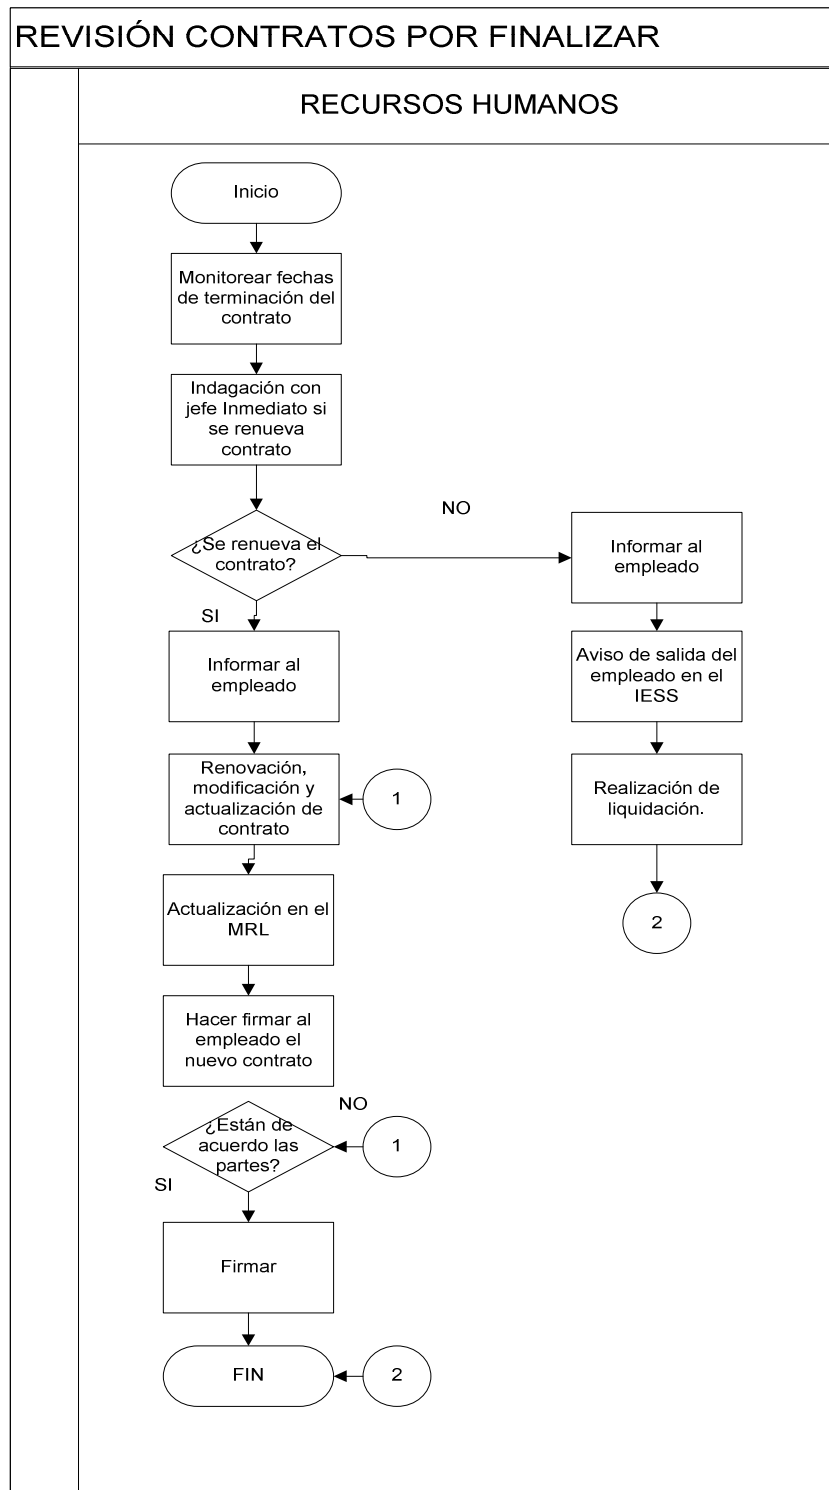 REVISIÓN CONTRATOS POR FINALIZAR
RECURSOS HUMANOS
Inicio
Monitorear fechas
de terminación del
contrato
Indagación con
jefe Inmediato si
se renueva
contrato
¿Se renueva el
contrato?
NO
Informar al
empleado
Aviso de salida del
empleado en el
IESS
Realización de
liquidación.
2
SI
Informar al
empleado
Renovación,
modificación y
actualización de
contrato
1
Actualización en el
MRL
Hacer firmar al
empleado el
nuevo contrato
¿Están de
acuerdo las
partes?
NO
1
SI
Firmar
FIN
2